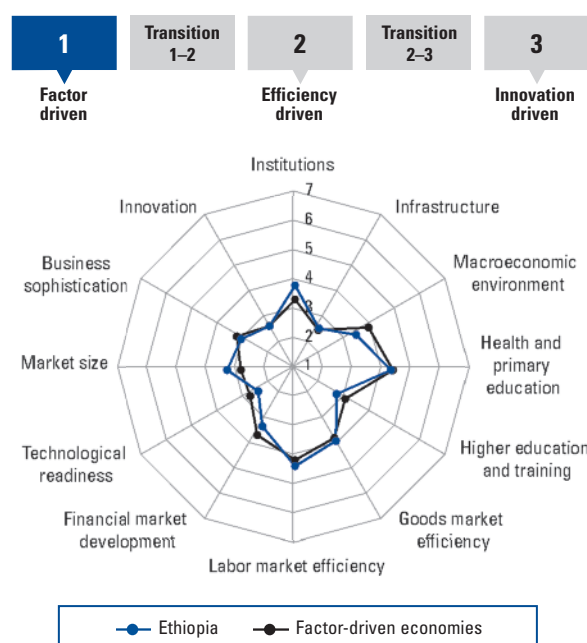 1
Transition
1–2
2
Transition
2–3
3
Factor
driven
Efficiency
driven
Innovation
driven
Institutions
7
Innovation
Infrastructure
6
5
Business
sophistication
Macroeconomic
environment
4
3
2
Market size
1
Health and
primary
education
Technological
readiness
Higher education
and training
Financial market
development
Goods market
efficiency
Labor market efficiency
Ethiopia
Factor-driven economies